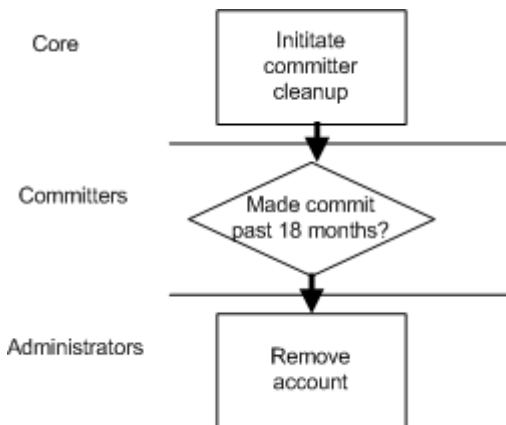 Core
Inititate
committer
cleanup
Committers
Made commit
past 18 months?
Administrators
Remove
account